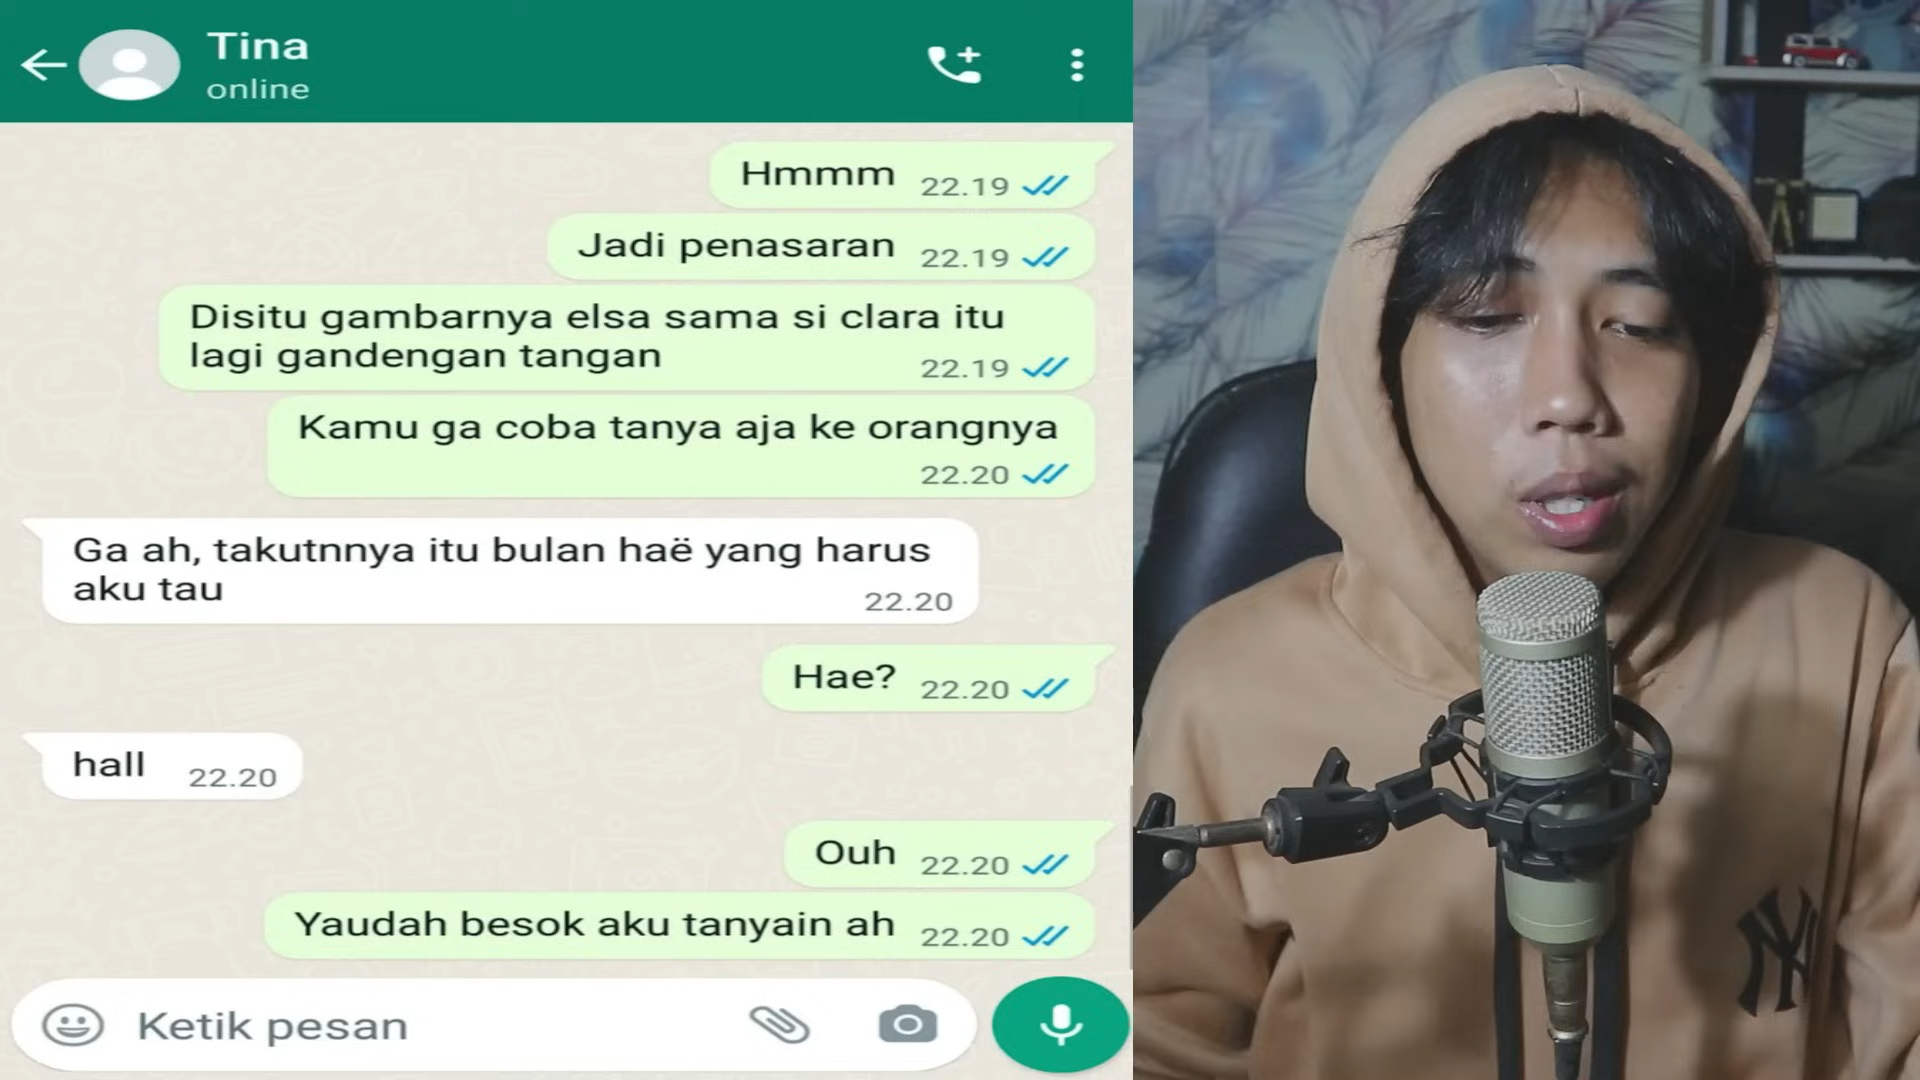 Tina
online
Hmmm 22.19
Jadi penasaran 22.19
Disitu gambarnya elsa sama si clara itu
lagi gandengan tangan 22.19
Kamu ga coba tanya aja ke orangnya
22.20
Ga ah, takutnnya itu bulan haë yang harus
aku tau 22.20
Hae? 22.20
hall 22.20
Ouh 22.20
Yaudah besok aku tanyain ah 22.20
Ketik pesan
NY